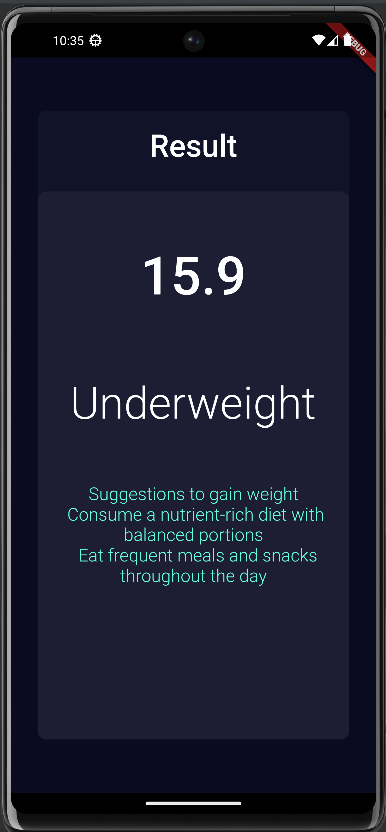 10:35
BUG
Result
15.9
Underweight
Suggestions to gain weight
Consume a nutrient-rich diet with
balanced portions
Eat frequent meals and snacks
throughout the day